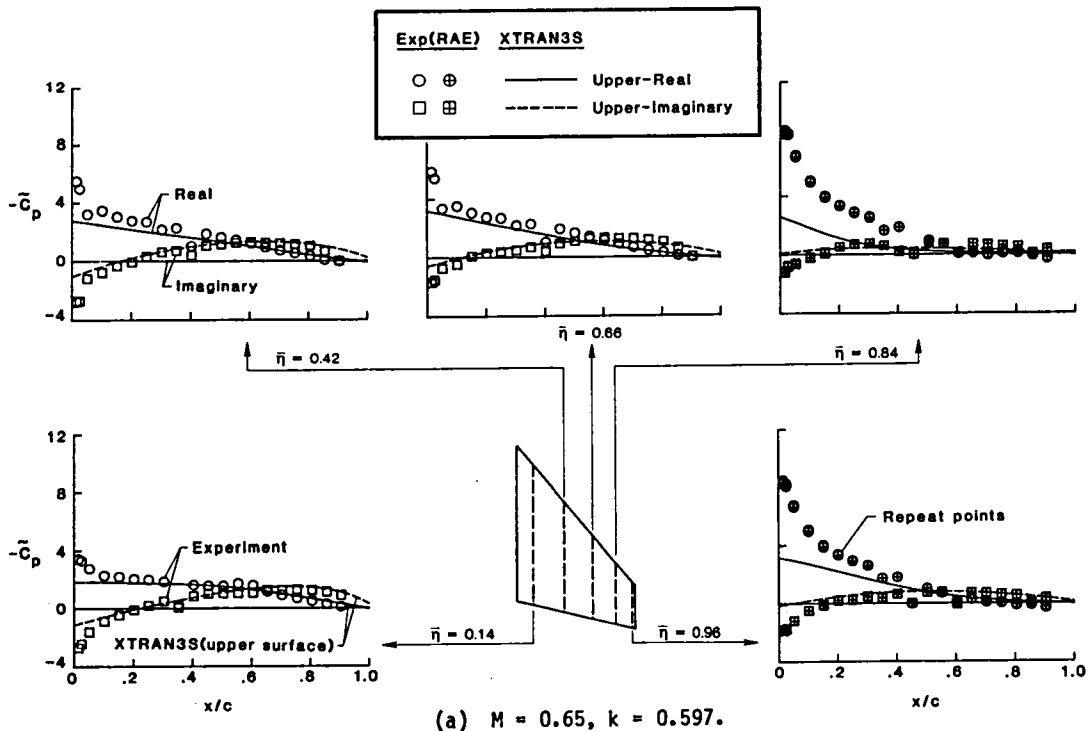 Exp(RAE) XTRAN3S
Upper-Real
Upper-Imaginary
12
8
4
0
-4
-C̃p
Real
Imaginary
η̄ = 0.42
η̄ = 0.66
η̄ = 0.84
12
8
4
0
-4
-C̃p
Experiment
XTRAN3S(upper surface)
0 .2 .4 .6 .8 1.0
x/c
η̄ = 0.14
η̄ = 0.96
Repeat points
0 .2 .4 .6 .8 1.0
x/c
(a) M = 0.65, k = 0.597.